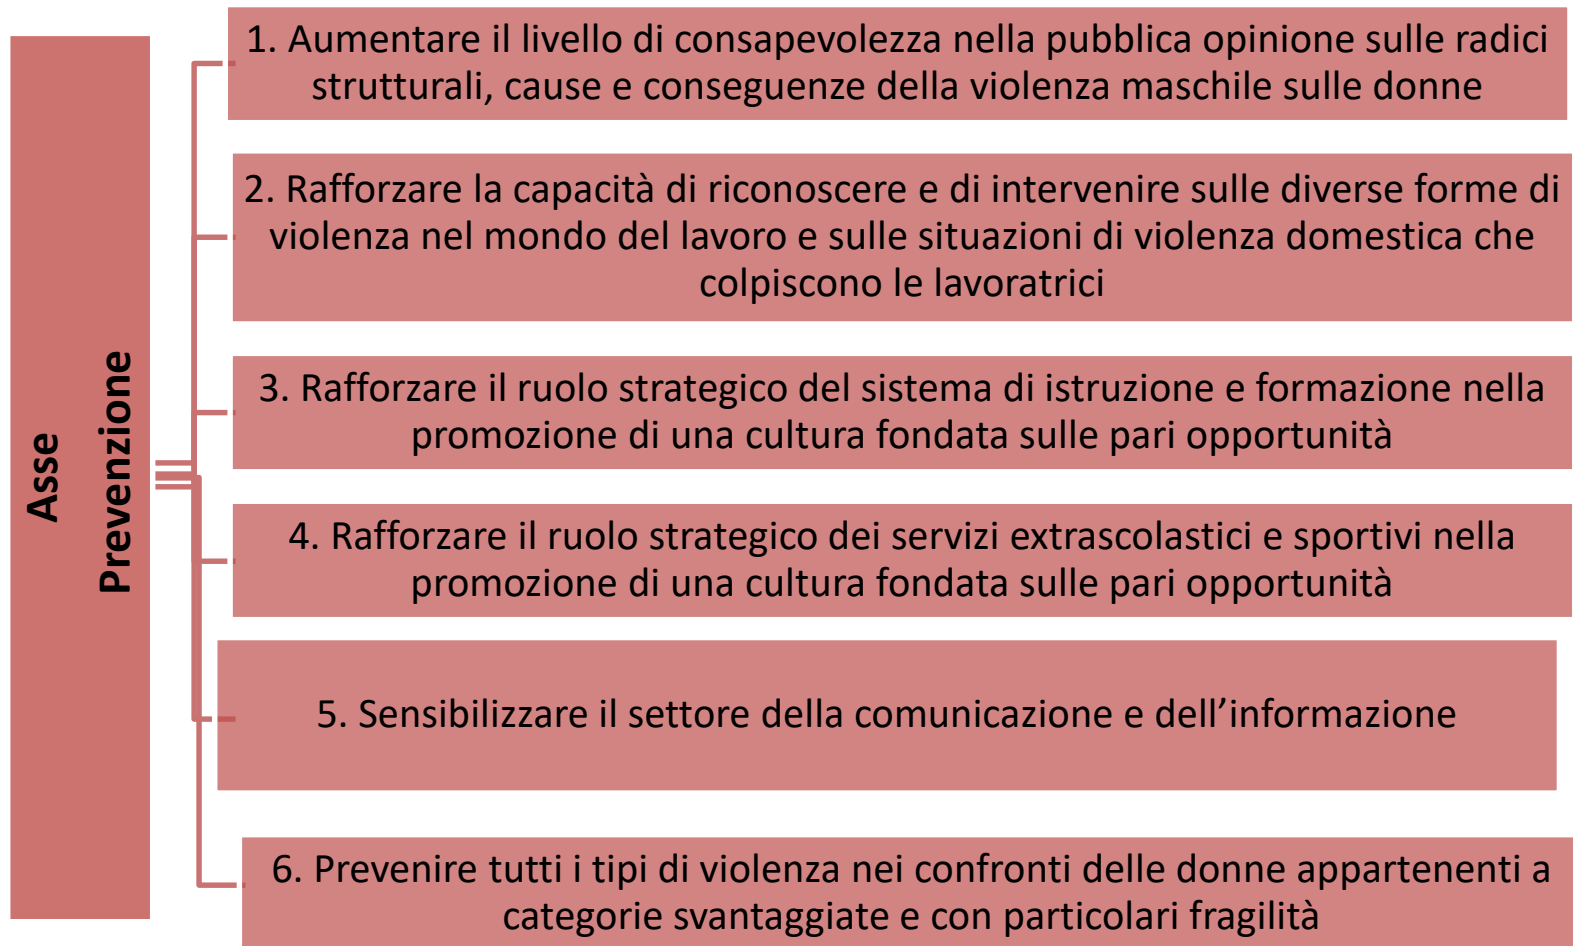 Asse
Prevenzione
1. Aumentare il livello di consapevolezza nella pubblica opinione sulle radici
strutturali, cause e conseguenze della violenza maschile sulle donne
2. Rafforzare la capacità di riconoscere e di intervenire sulle diverse forme di
violenza nel mondo del lavoro e sulle situazioni di violenza domestica che
colpiscono le lavoratrici
3. Rafforzare il ruolo strategico del sistema di istruzione e formazione nella
promozione di una cultura fondata sulle pari opportunità
4. Rafforzare il ruolo strategico dei servizi extrascolastici e sportivi nella
promozione di una cultura fondata sulle pari opportunità
5. Sensibilizzare il settore della comunicazione e dell’informazione
6. Prevenire tutti i tipi di violenza nei confronti delle donne appartenenti a
categorie svantaggiate e con particolari fragilità